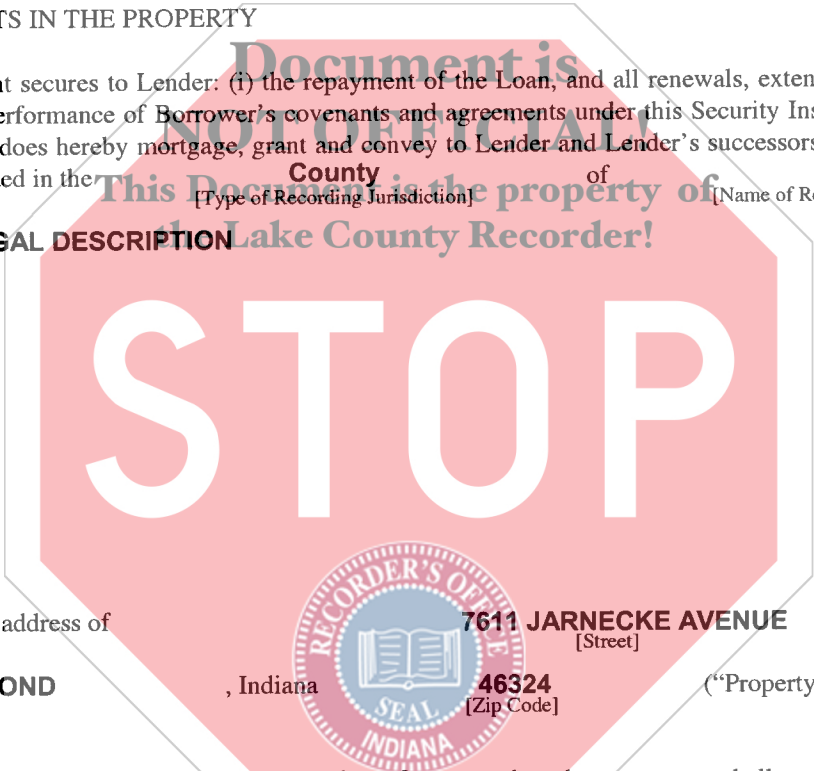 TS IN THE PROPERTY
Document is
nt secures to Lender: (i) the repayment of the Loan, and all renewals, exten
erformance of Borrower's covenants and agreements under this Security Ins
NOT OFFICIAL!
does hereby mortgage, grant and convey to Lender and Lender's successors
ed in the County of
This Document is the property of
[Type of Recording Jurisdiction] [Name of Re
GAL DESCRIPTION
the Lake County Recorder!
STOP
RECORDER'S OFFICE
address of 7611 JARNECKE AVENUE
[Street]
OND , Indiana 46324 ("Property
[Zip Code]
SEAL
INDIANA